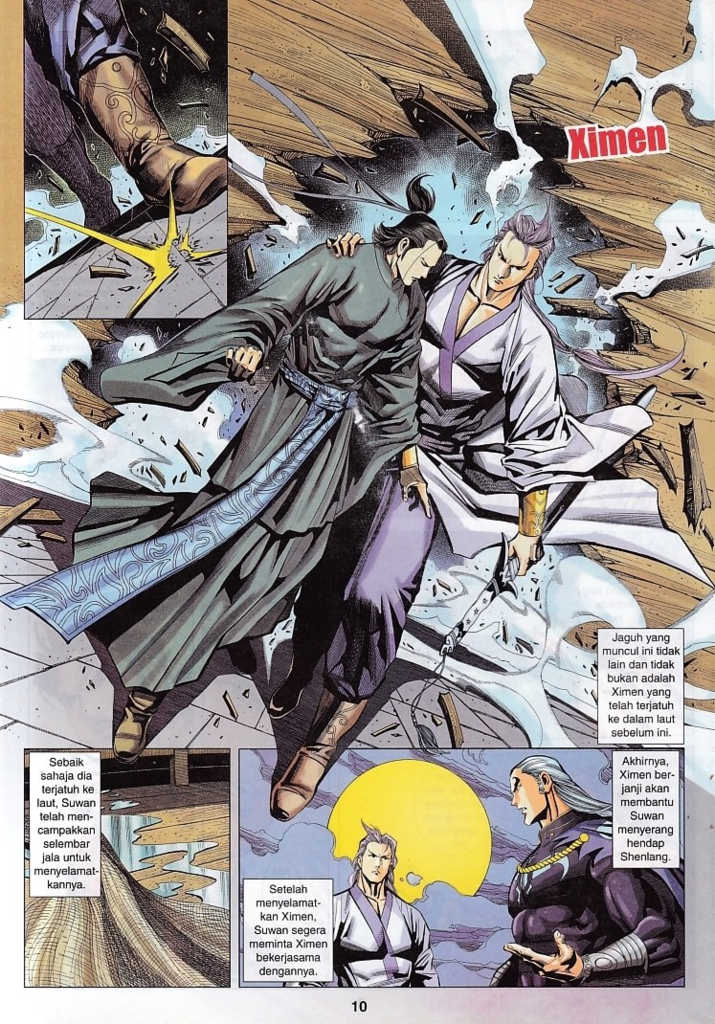 Ximen
Jaguh yang
muncul ini tidak
lain dan tidak
bukan adalah
Ximen yang
telah terjatuh
ke dalam laut
sebelum ini.
Sebaik
sahaja dia
terjatuh ke
laut, Suwan
telah men-
campakkan
selembar
jala untuk
menyelamat-
kannya.
Setelah
menyelamat-
kan Ximen,
Suwan segera
meminta Ximen
bekerjasama
dengannya.
Akhirnya,
Ximen ber-
janji akan
membantu
Suwan
menyerang
hendap
Shenlang.
10